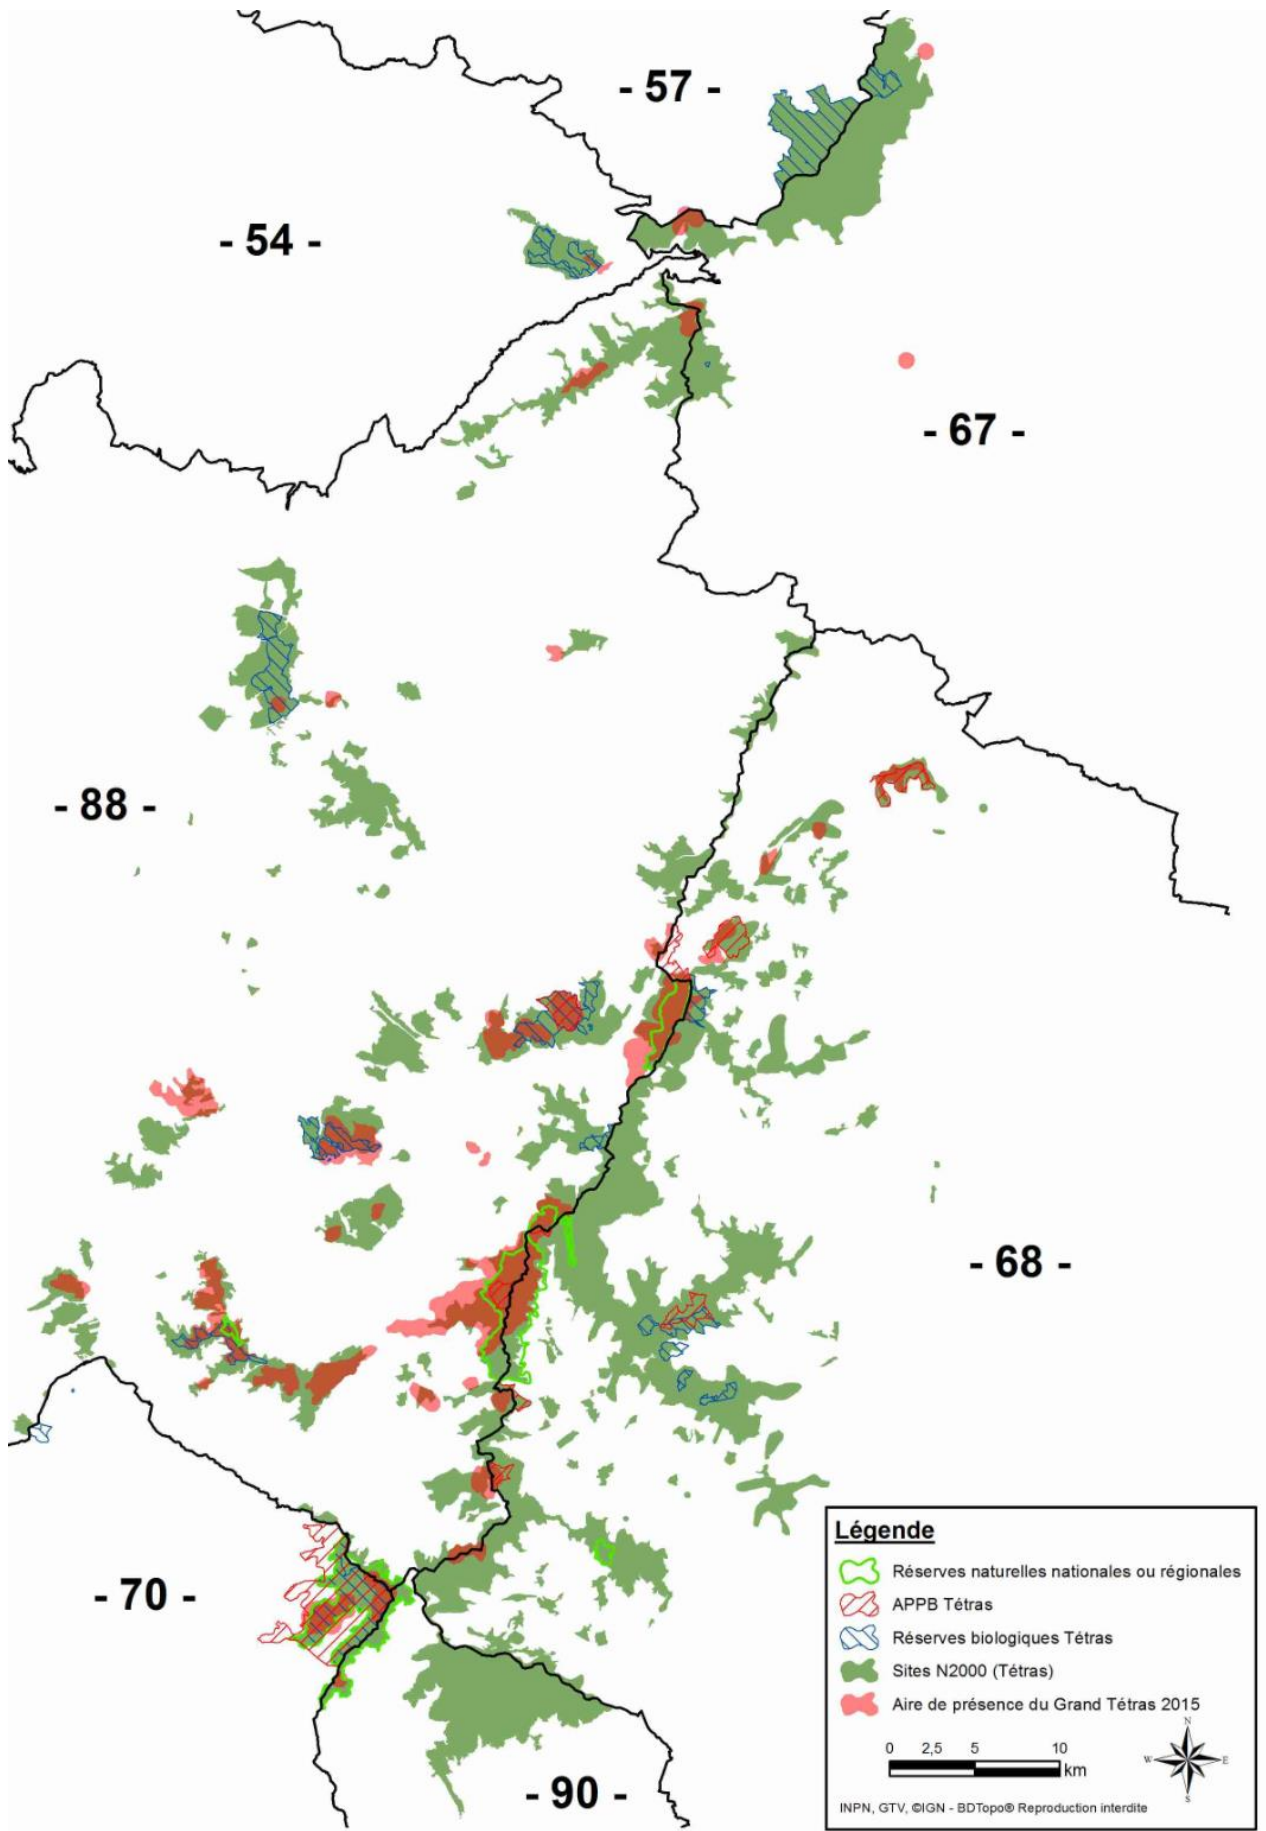 - 57 -
- 54 -
- 67 -
- 88 -
- 68 -
- 70 -
- 90 -
Légende
Réserves naturelles nationales ou régionales
APPB Tétras
Réserves biologiques Tétras
Sites N2000 (Tétras)
Aire de présence du Grand Tétras 2015
0 2,5 5 10
km
N
W E
S
INPN, GTV, ©IGN - BDTopo® Reproduction interdite